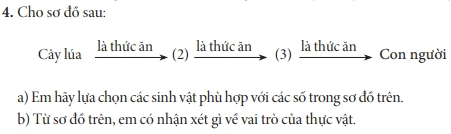 4. Cho sơ đồ sau:
là thức ăn là thức ăn là thức ăn
Cây lúa (2) (3) Con người
a) Em hãy lựa chọn các sinh vật phù hợp với các số trong sơ đồ trên.
b) Từ sơ đồ trên, em có nhận xét gì về vai trò của thực vật.